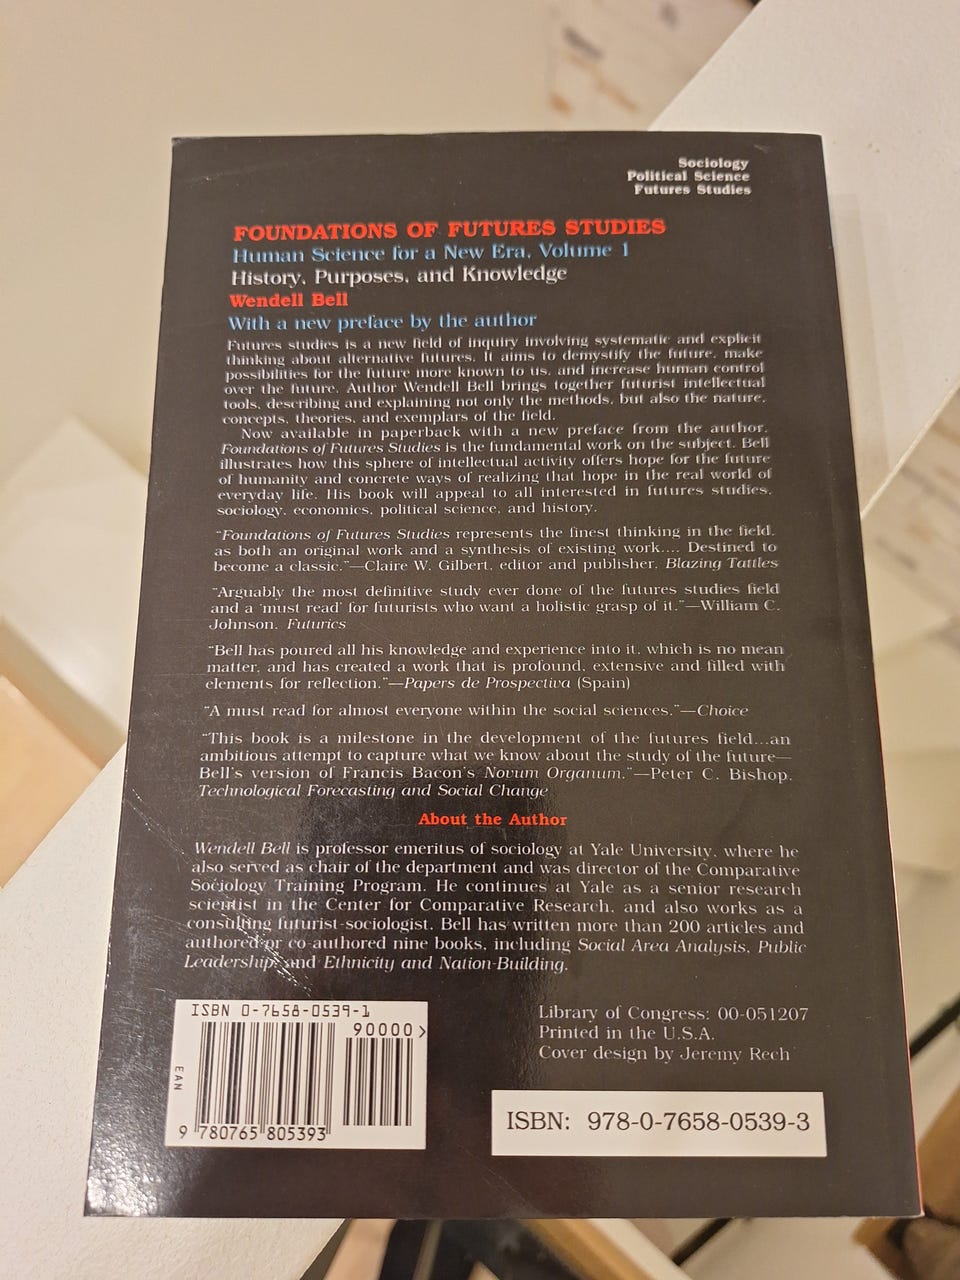 Sociology
Political Science
Futures Studies
FOUNDATIONS OF FUTURES STUDIES
Human Science for a New Era, Volume 1
History, Purposes, and Knowledge
Wendell Bell
With a new preface by the author
Futures studies is a new field of inquiry involving systematic and explicit
thinking about alternative futures. It aims to demystify the future, make
possibilities for the future more known to us, and increase human control
over the future. Author Wendell Bell brings together futurist intellectual
tools, describing and explaining not only the methods, but also the nature,
concepts, theories, and exemplars of the field.
Now available in paperback with a new preface from the author,
Foundations of Futures Studies is the fundamental work on the subject. Bell
illustrates how this sphere of intellectual activity offers hope for the future
of humanity and concrete ways of realizing that hope in the real world of
everyday life. His book will appeal to all interested in futures studies,
sociology, economics, political science, and history.
"Foundations of Futures Studies represents the finest thinking in the field,
as both an original work and a synthesis of existing work.... Destined to
become a classic."—Claire W. Gilbert, editor and publisher, Blazing Tattles
"Arguably the most definitive study ever done of the futures studies field
and a 'must read' for futurists who want a holistic grasp of it."—William C.
Johnson, Futurics
"Bell has poured all his knowledge and experience into it, which is no mean
matter, and has created a work that is profound, extensive and filled with
elements for reflection."—Papers de Prospectiva (Spain)
"A must read for almost everyone within the social sciences."—Choice
"This book is a milestone in the development of the futures field...an
ambitious attempt to capture what we know about the study of the future—
Bell's version of Francis Bacon's Novum Organum."—Peter C. Bishop,
Technological Forecasting and Social Change
About the Author
Wendell Bell is professor emeritus of sociology at Yale University, where he
also served as chair of the department and was director of the Comparative
Sociology Training Program. He continues at Yale as a senior research
scientist in the Center for Comparative Research, and also works as a
consulting futurist-sociologist. Bell has written more than 200 articles and
authored or co-authored nine books, including Social Area Analysis, Public
Leadership, and Ethnicity and Nation-Building.
ISBN 0-7658-0539-1
90000>
EAN
9 780765 805393
Library of Congress: 00-051207
Printed in the U.S.A.
Cover design by Jeremy Rech
ISBN: 978-0-7658-0539-3